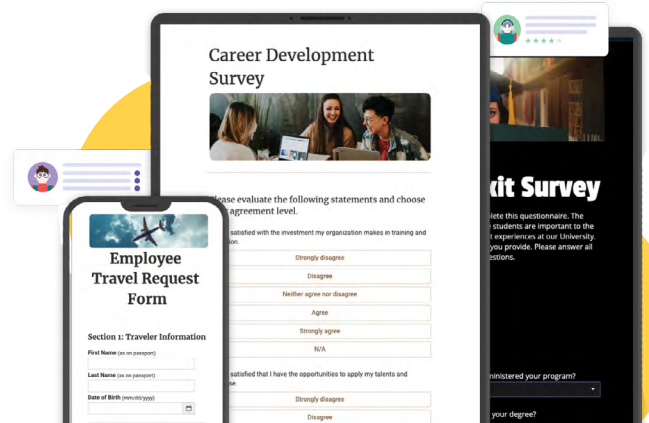 Career Development
Survey
Please evaluate the following statements and choose
agreement level.
satisfied with the investment my organization makes in training and
Strongly disagree
Disagree
Neither agree nor disagree
Agree
Strongly agree
N/A
satisfied that I have the opportunities to apply my talents and
Strongly disagree
Disagree
Employee
Travel Request
Form
Section 1: Traveler Information
First Name (as on passport)
Last Name (as on passport)
Date of Birth (mm/dd/yyyy)
xit Survey
lete this questionnaire. The
students are important to the
t experiences at our University.
you provide. Please answer all
estions.
ministered your program?
your degree?